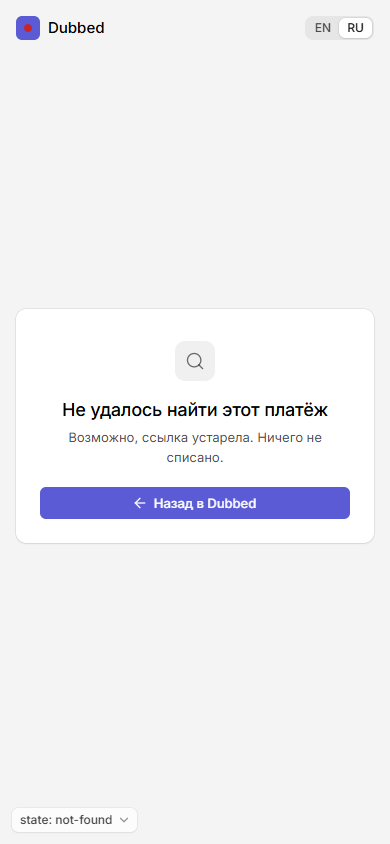 Dubbed
EN RU
Не удалось найти этот платёж
Возможно, ссылка устарела. Ничего не
списано.
Назад в Dubbed
state: not-found